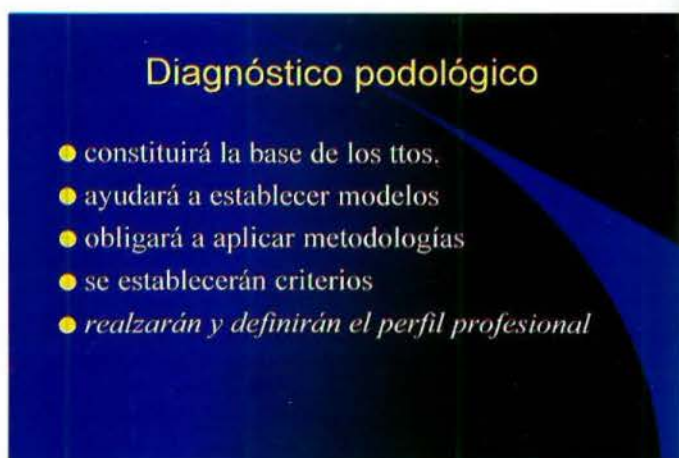 Diagnóstico podológico
constituirá la base de los ttos.
ayudará a establecer modelos
obligará a aplicar metodologías
se establecerán criterios
realzarán y definirán el perfil profesional